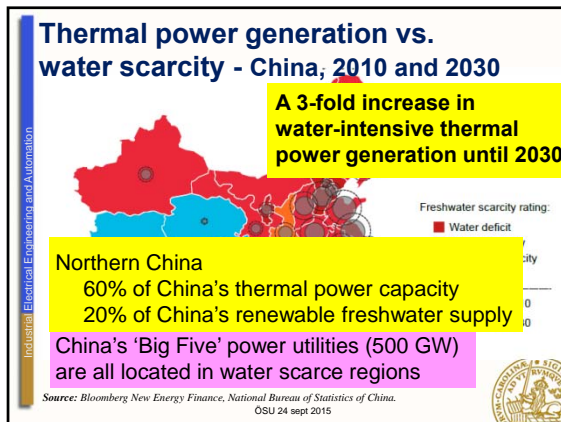 Thermal power generation vs.
water scarcity - China, 2010 and 2030
A 3-fold increase in
water-intensive thermal
power generation until 2030
Industrial Electrical Engineering and Automation
Freshwater scarcity rating:
Water deficit
Northern China
60% of China’s thermal power capacity
20% of China’s renewable freshwater supply
China’s ‘Big Five’ power utilities (500 GW)
are all located in water scarce regions
Source: Bloomberg New Energy Finance, National Bureau of Statistics of China.
ÖSU 24 sept 2015